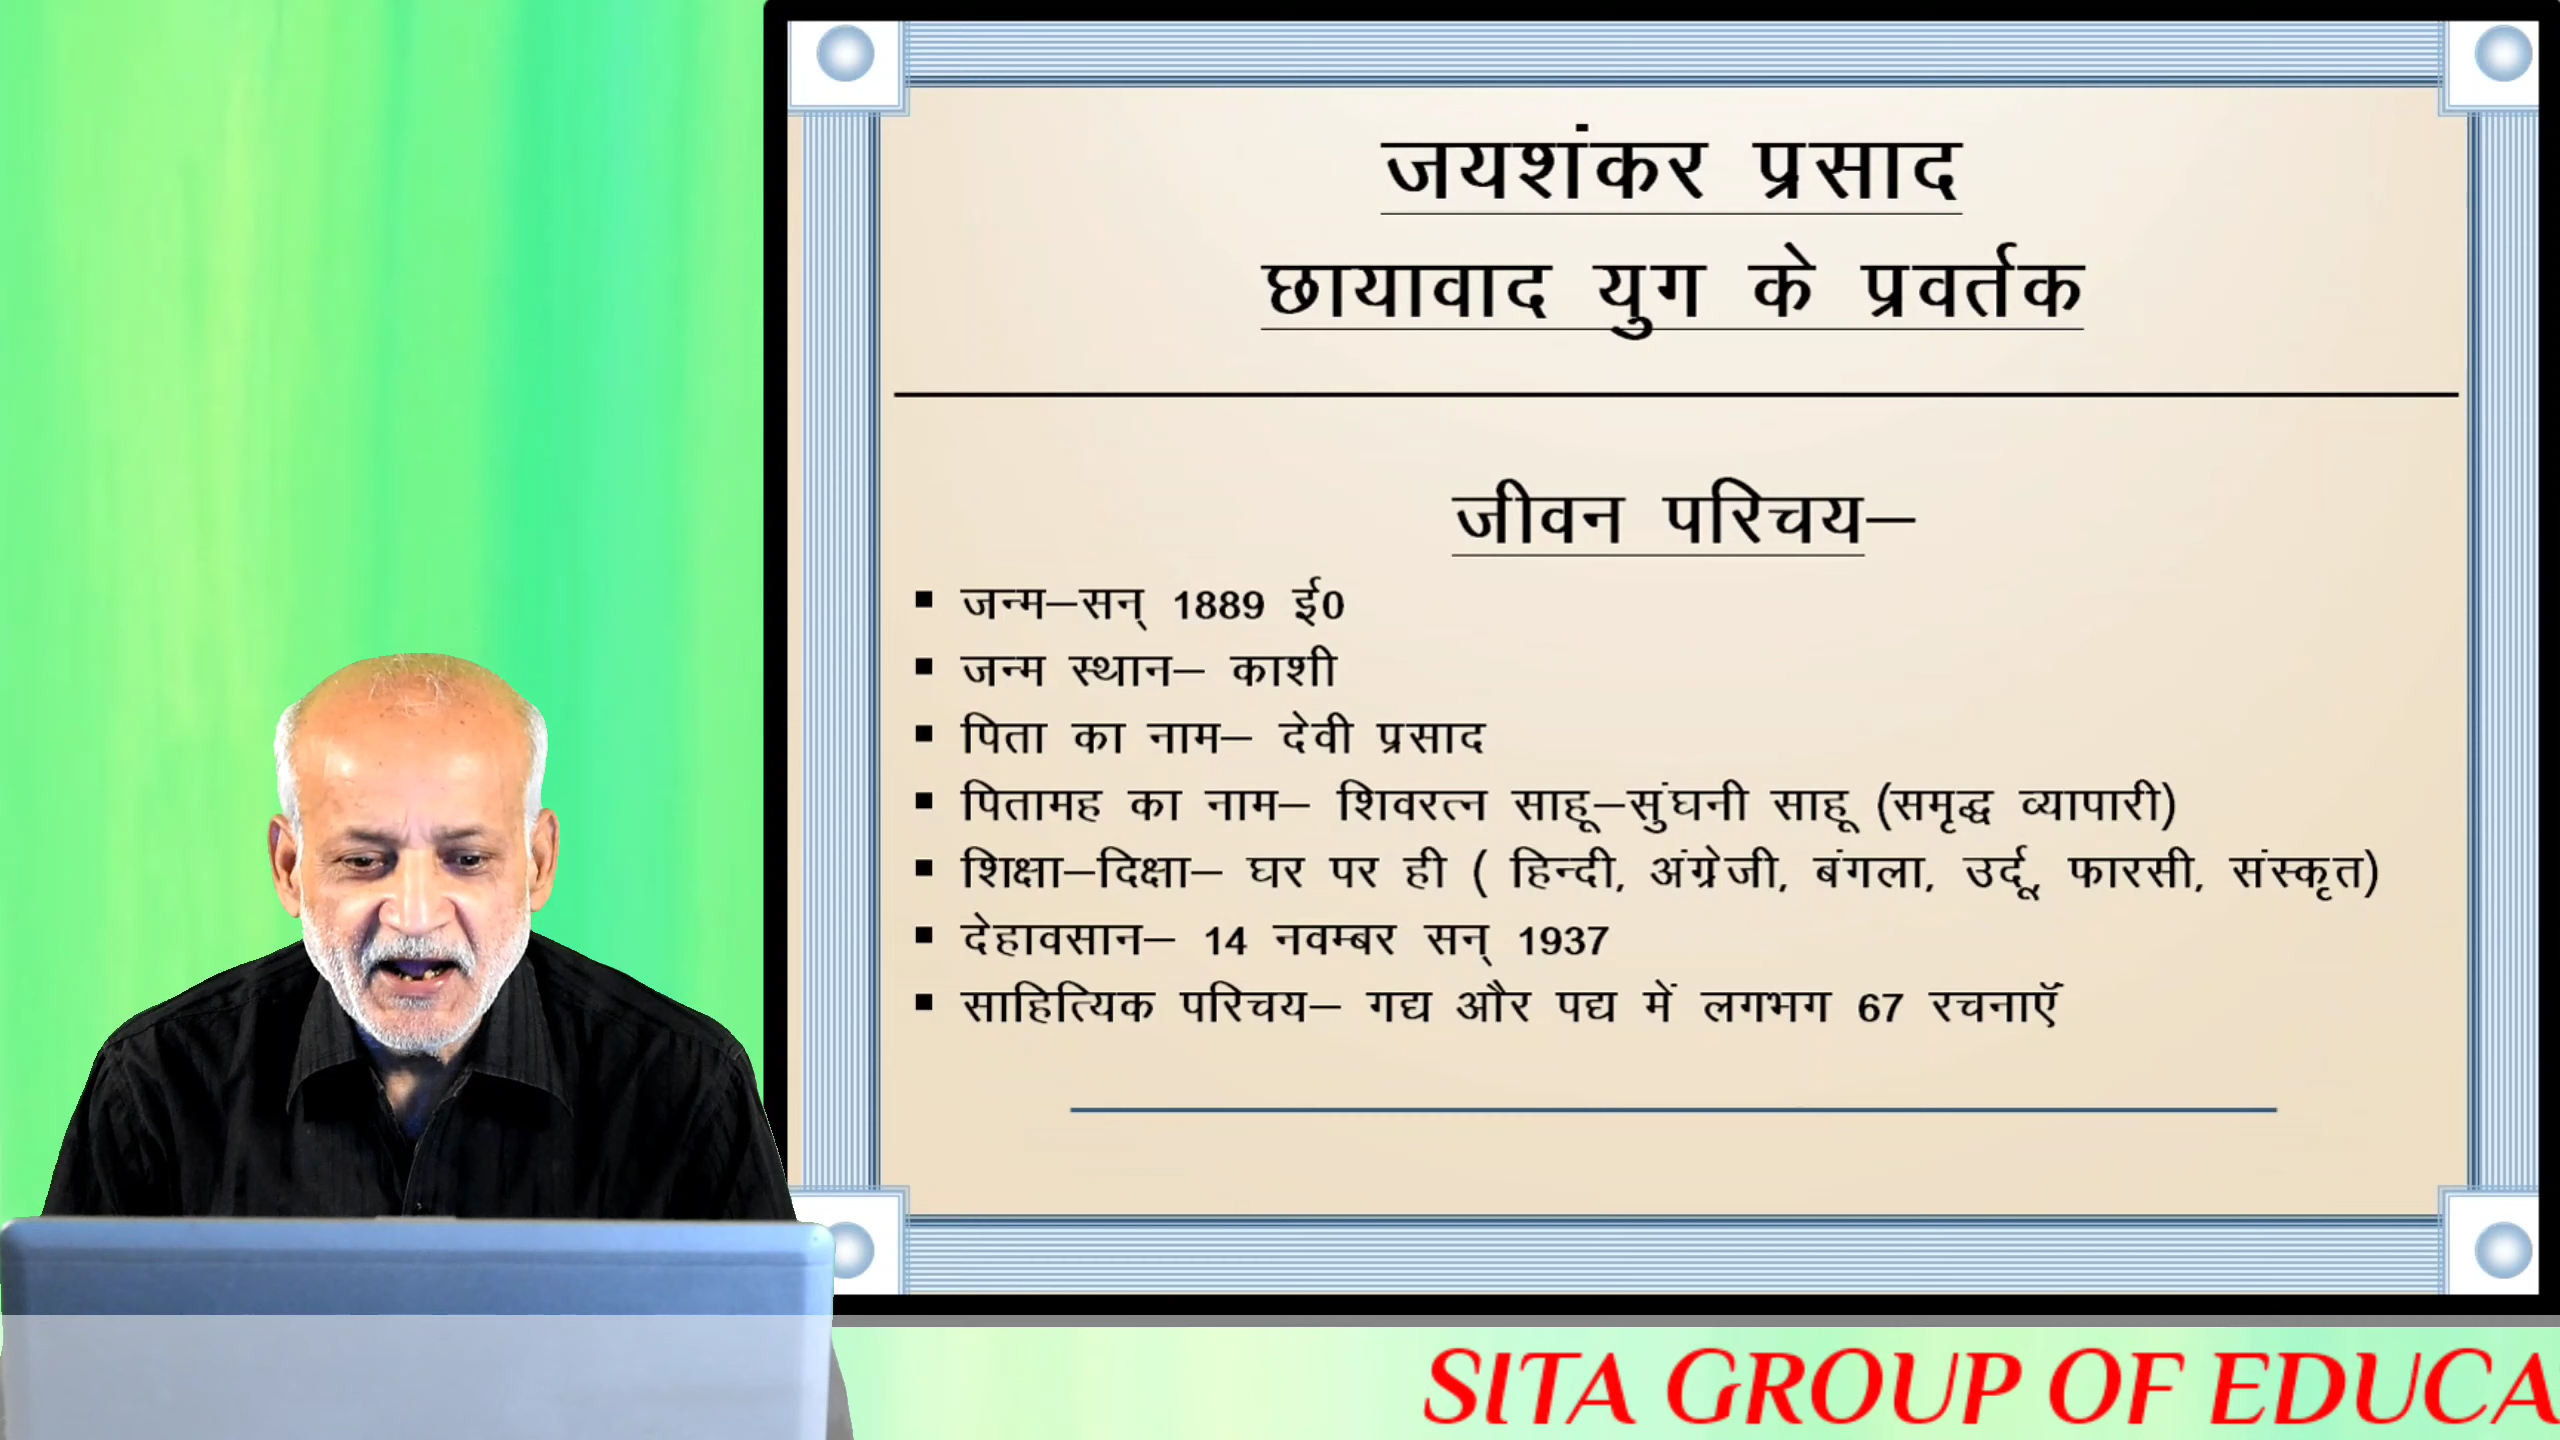 जयशंकर प्रसाद
छायावाद युग के प्रवर्तक
जीवन परिचय–
▪ जन्म–सन् 1889 ई0
▪ जन्म स्थान– काशी
▪ पिता का नाम– देवी प्रसाद
▪ पितामह का नाम– शिवरत्न साहू–सुंघनी साहू (समृद्ध व्यापारी)
▪ शिक्षा–दिक्षा– घर पर ही ( हिन्दी, अंग्रेजी, बंगला, उर्दू, फारसी, संस्कृत)
▪ देहावसान– 14 नवम्बर सन् 1937
▪ साहित्यिक परिचय– गद्य और पद्य में लगभग 67 रचनाऍं
SITA GROUP OF EDUCA